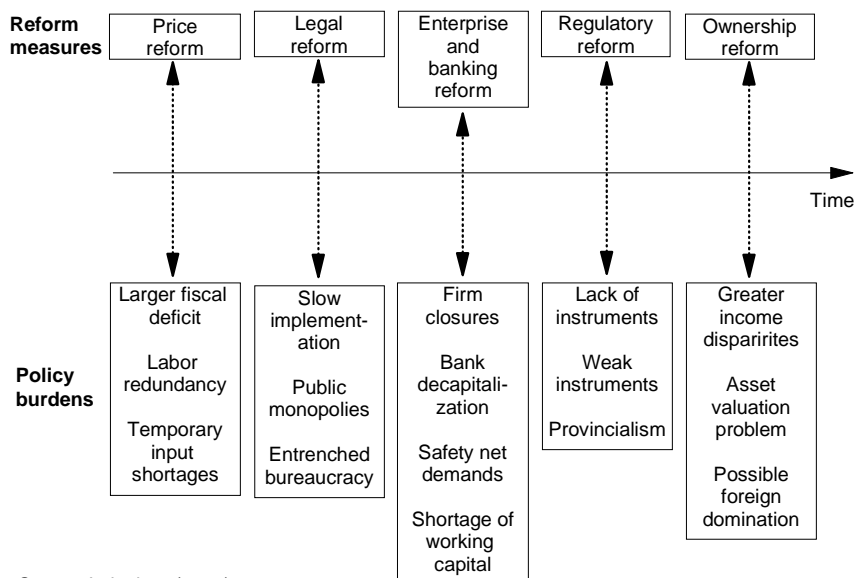 Reform
measures
Price
reform
Legal
reform
Enterprise
and
banking
reform
Regulatory
reform
Ownership
reform
Time
Policy
burdens
Larger fiscal
deficit
Labor
redundancy
Temporary
input
shortages
Slow
implement-
ation
Public
monopolies
Entrenched
bureaucracy
Firm
closures
Bank
decapitali-
zation
Safety net
demands
Shortage of
working
capital
Lack of
instruments
Weak
instruments
Provincialism
Greater
income
disparirites
Asset
valuation
problem
Possible
foreign
domination